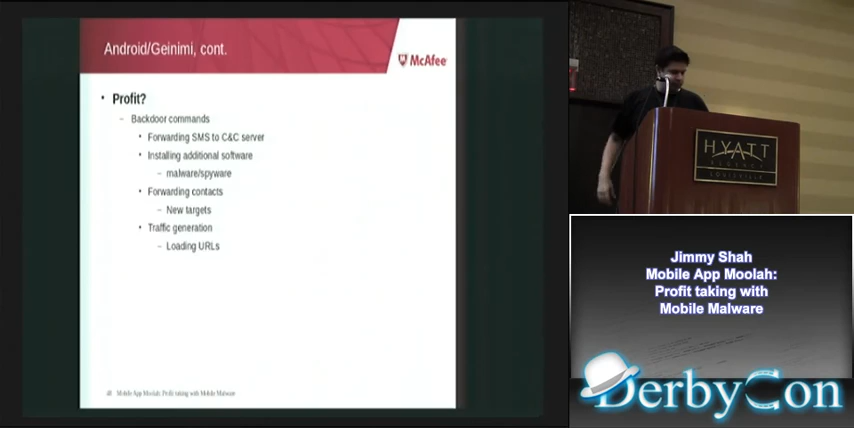 Android/Geinimi, cont.
McAfee
• Profit?
– Backdoor commands
• Forwarding SMS to C&C server
• Installing additional software
– malware/spyware
• Forwarding contacts
– New targets
• Traffic generation
– Loading URLs
Mobile App Moolah: Profit taking with Mobile Malware
HYATT
REGENCY
LOUISVILLE
Jimmy Shah
Mobile App Moolah:
Profit taking with
Mobile Malware
DerbyCon